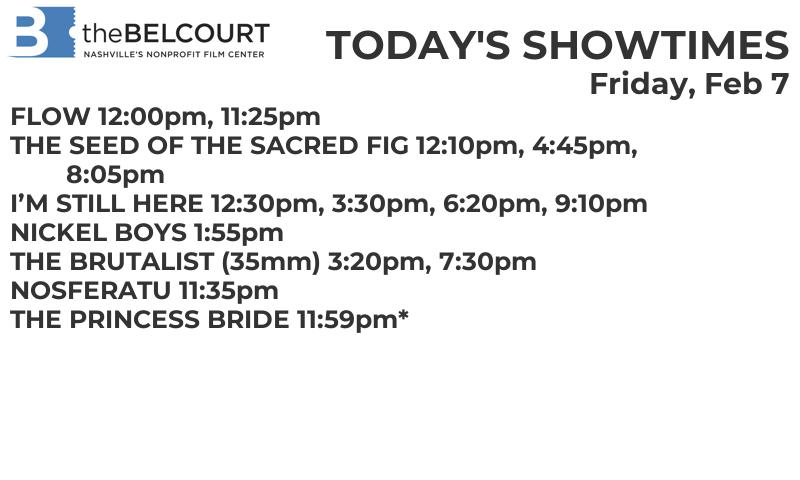 B theBELCOURT
NASHVILLE'S NONPROFIT FILM CENTER
TODAY'S SHOWTIMES
Friday, Feb 7
FLOW 12:00pm, 11:25pm
THE SEED OF THE SACRED FIG 12:10pm, 4:45pm,
8:05pm
I’M STILL HERE 12:30pm, 3:30pm, 6:20pm, 9:10pm
NICKEL BOYS 1:55pm
THE BRUTALIST (35mm) 3:20pm, 7:30pm
NOSFERATU 11:35pm
THE PRINCESS BRIDE 11:59pm*